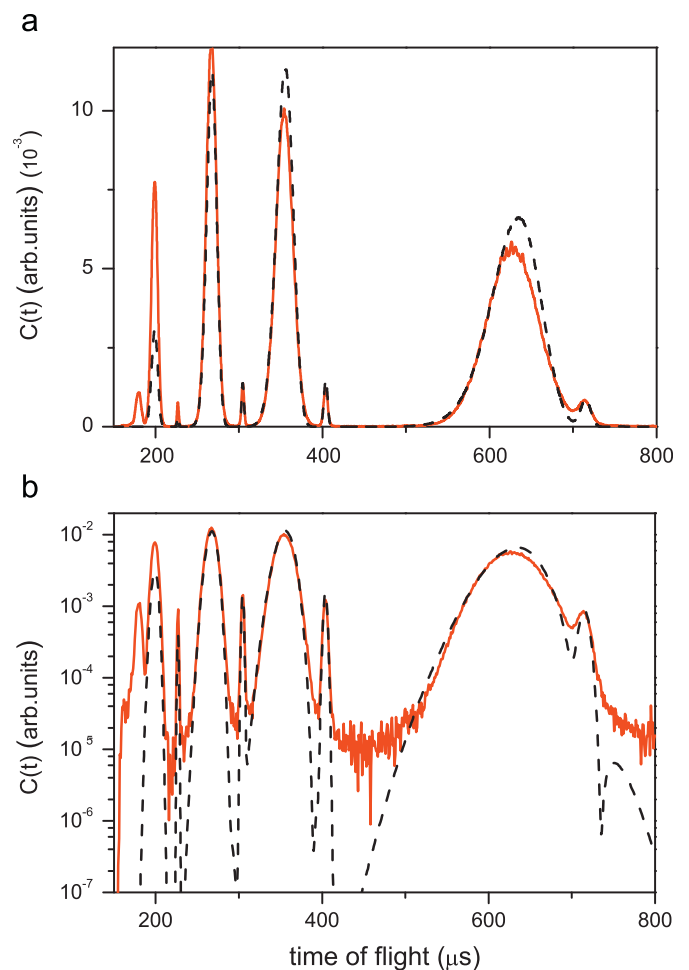 a
C(t) (arb.units) (10⁻³)
10
5
0
200 400 600 800
b
C(t) (arb.units)
10⁻²
10⁻³
10⁻⁴
10⁻⁵
10⁻⁶
10⁻⁷
200 400 600 800
time of flight (μs)